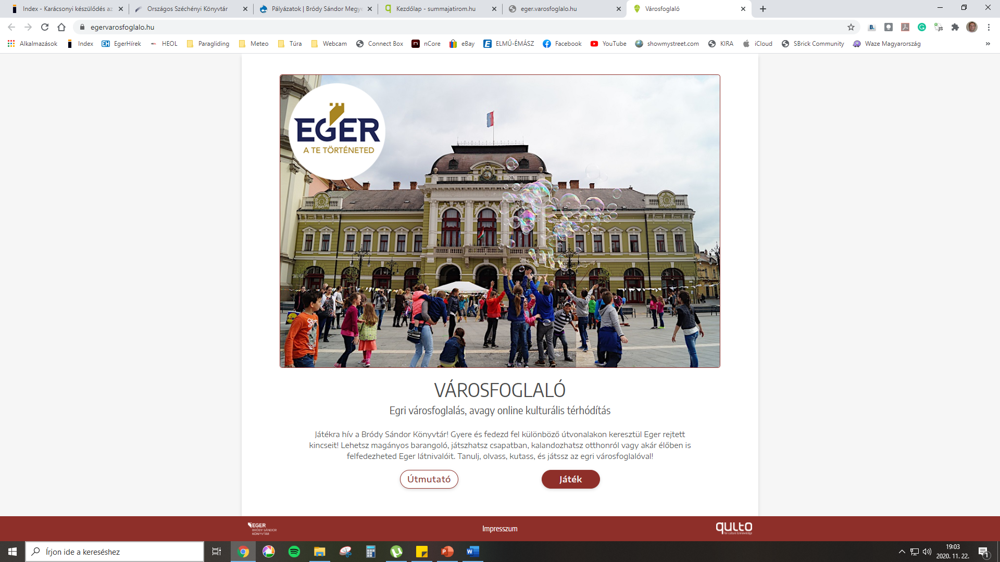 Index - Karácsonyi készülődés az
Országos Széchényi Könyvtár
Pályázatok | Bródy Sándor Megye
Kezdőlap - summajatirom.hu
eger.varosfoglalo.hu
Városfoglaló
egervarosfoglalo.hu
Alkalmazások
Index
EgerHírek
HEOL
Paragliding
Meteo
Túra
Webcam
Connect Box
nCore
eBay
ELMŰ-ÉMÁSZ
Facebook
YouTube
showmystreet.com
KIRA
iCloud
SBrick Community
Waze Magyarország
EGER
A TE TÖRTÉNETED
VÁROSFOGLALÓ
Egri városfoglalás, avagy online kulturális térhódítás
Játékra hív a Bródy Sándor Könyvtár! Gyere és fedezd fel különböző útvonalakon keresztül Eger rejtett
kincseit! Lehetsz magányos barangoló, játszhatsz csapatban, kalandozhatsz otthonról vagy akár élőben is
felfedezheted Eger látnivalóit. Tanulj, olvass, kutass, és játssz az egri városfoglalóval!
Útmutató
Játék
EGER
BRÓDY SÁNDOR
KÖNYVTÁR
Impresszum
qulto
for culture & knowledge
Írjon ide a kereséshez
19:03
2020. 11. 22.
1